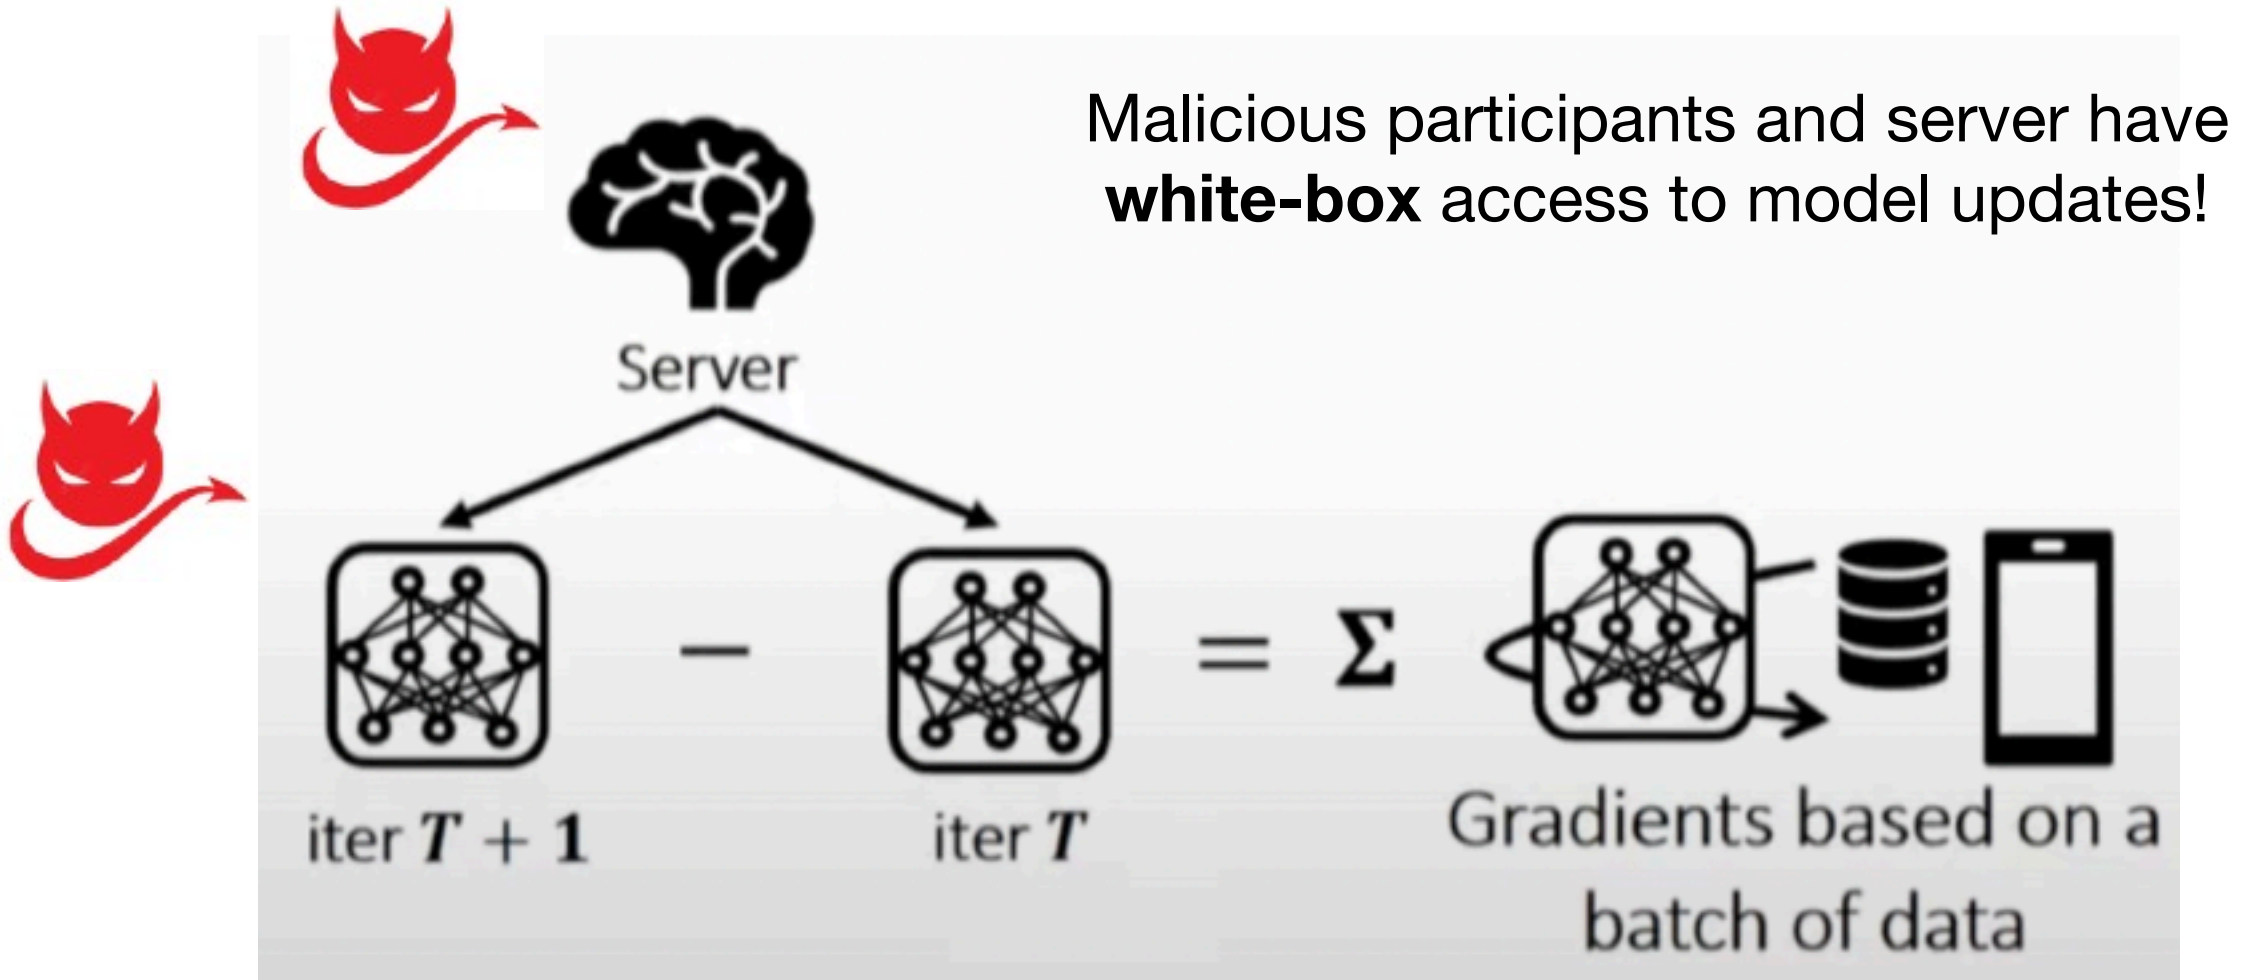 Malicious participants and server have
white-box access to model updates!
Server
− = Σ
iter T + 1
iter T
Gradients based on a
batch of data